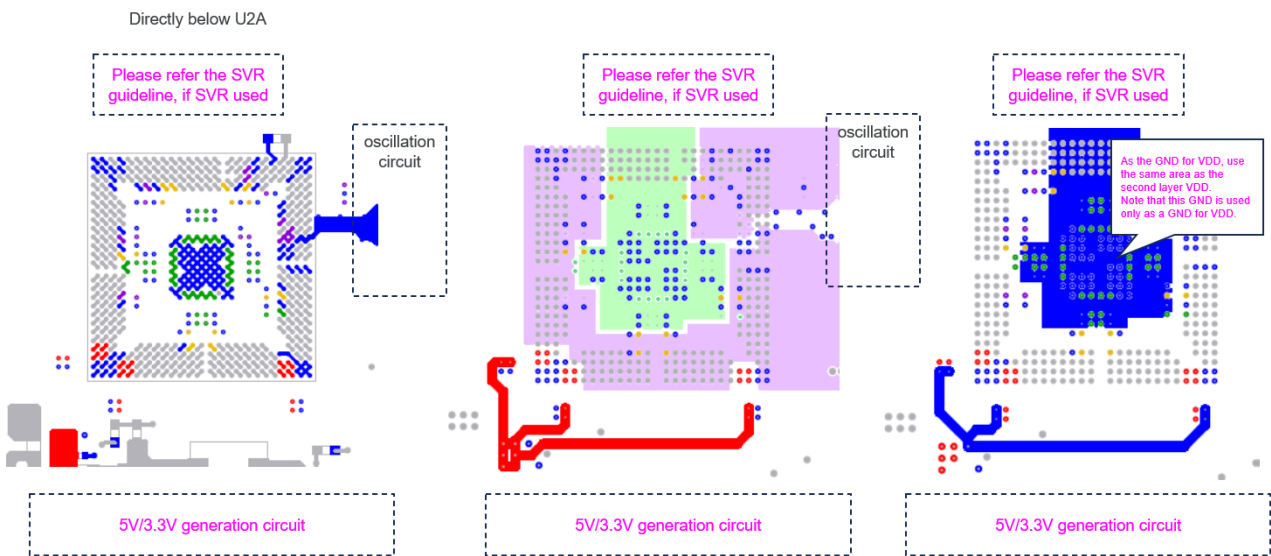 Directly below U2A
Please refer the SVR
guideline, if SVR used
oscillation
circuit
5V/3.3V generation circuit
Please refer the SVR
guideline, if SVR used
oscillation
circuit
5V/3.3V generation circuit
Please refer the SVR
guideline, if SVR used
As the GND for VDD, use
the same area as the
second layer VDD.
Note that this GND is used
only as a GND for VDD.
5V/3.3V generation circuit